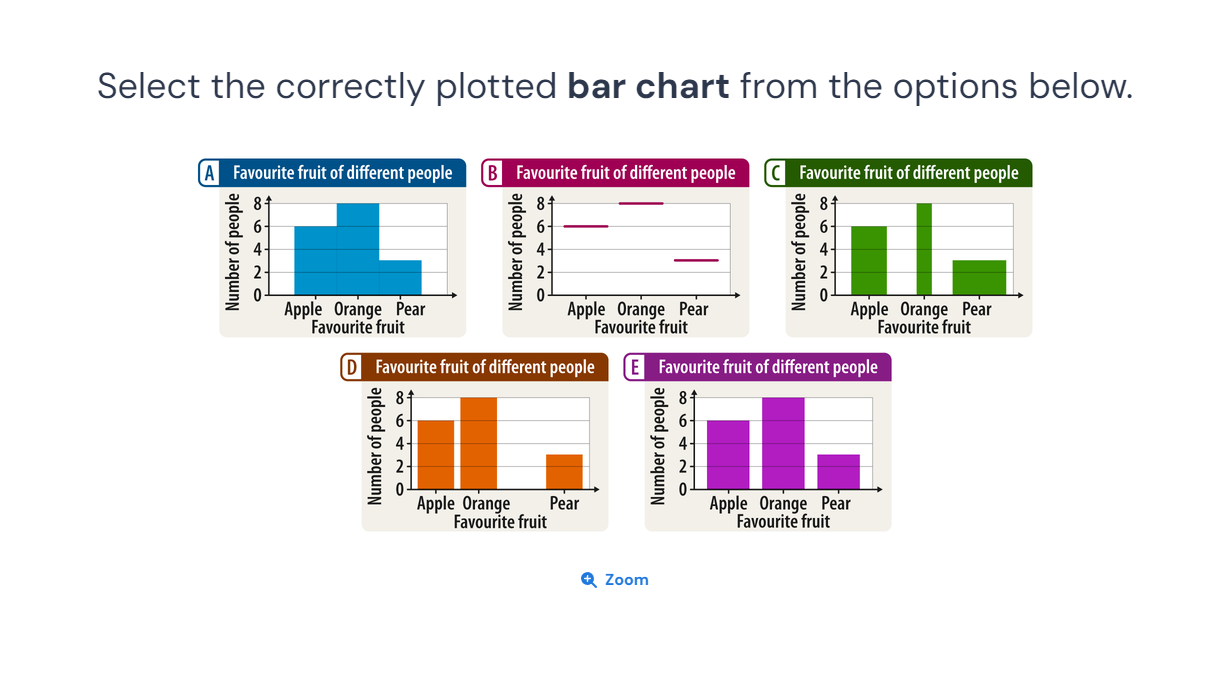 Select the correctly plotted bar chart from the options below.
A Favourite fruit of different people
Number of people
8
6
4
2
0
Apple Orange Pear
Favourite fruit
B Favourite fruit of different people
Number of people
8
6
4
2
0
Apple Orange Pear
Favourite fruit
C Favourite fruit of different people
Number of people
8
6
4
2
0
Apple Orange Pear
Favourite fruit
D Favourite fruit of different people
Number of people
8
6
4
2
0
Apple Orange Pear
Favourite fruit
E Favourite fruit of different people
Number of people
8
6
4
2
0
Apple Orange Pear
Favourite fruit
Zoom